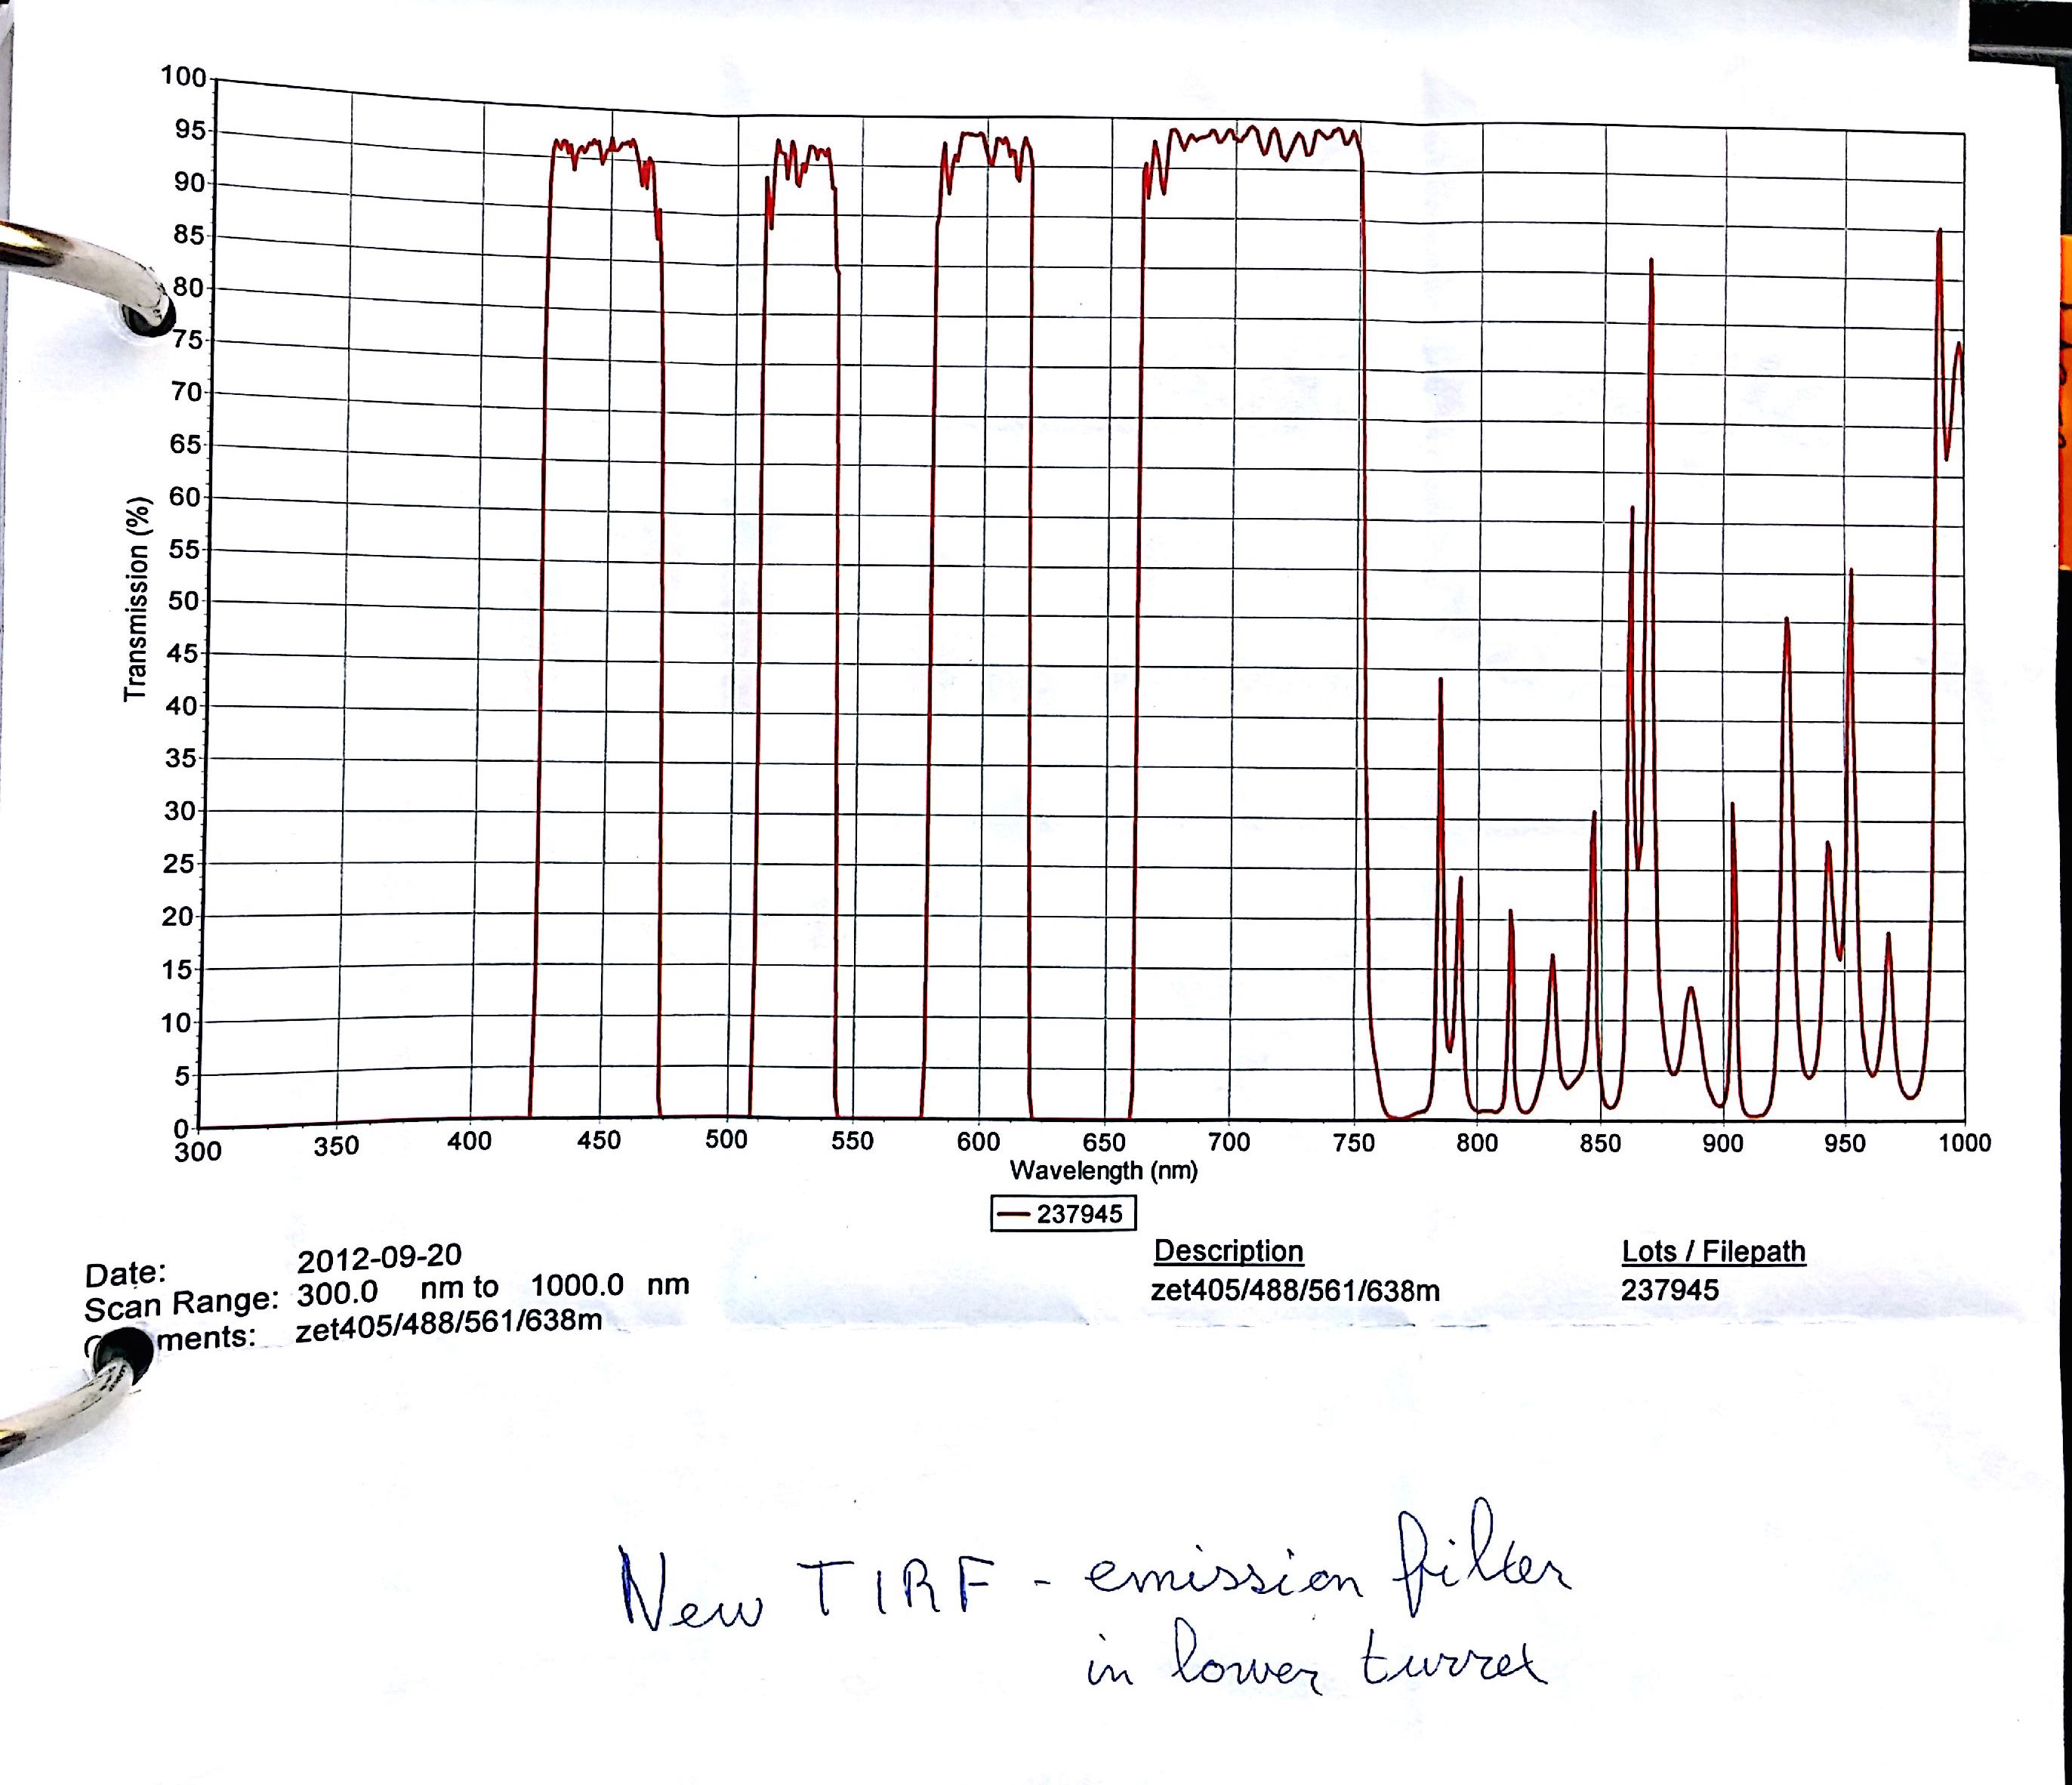 100
95
90
85
80
75
70
65
60
55
50
45
40
35
30
25
20
15
10
5
0
Transmission (%)
300 350 400 450 500 550 600 650 700 750 800 850 900 950 1000
Wavelength (nm)
237945
Date: 2012-09-20
Scan Range: 300.0 nm to 1000.0 nm
ments: zet405/488/561/638m
Description Lots / Filepath
zet405/488/561/638m 237945
New TIRF - emission filter
in lower turret